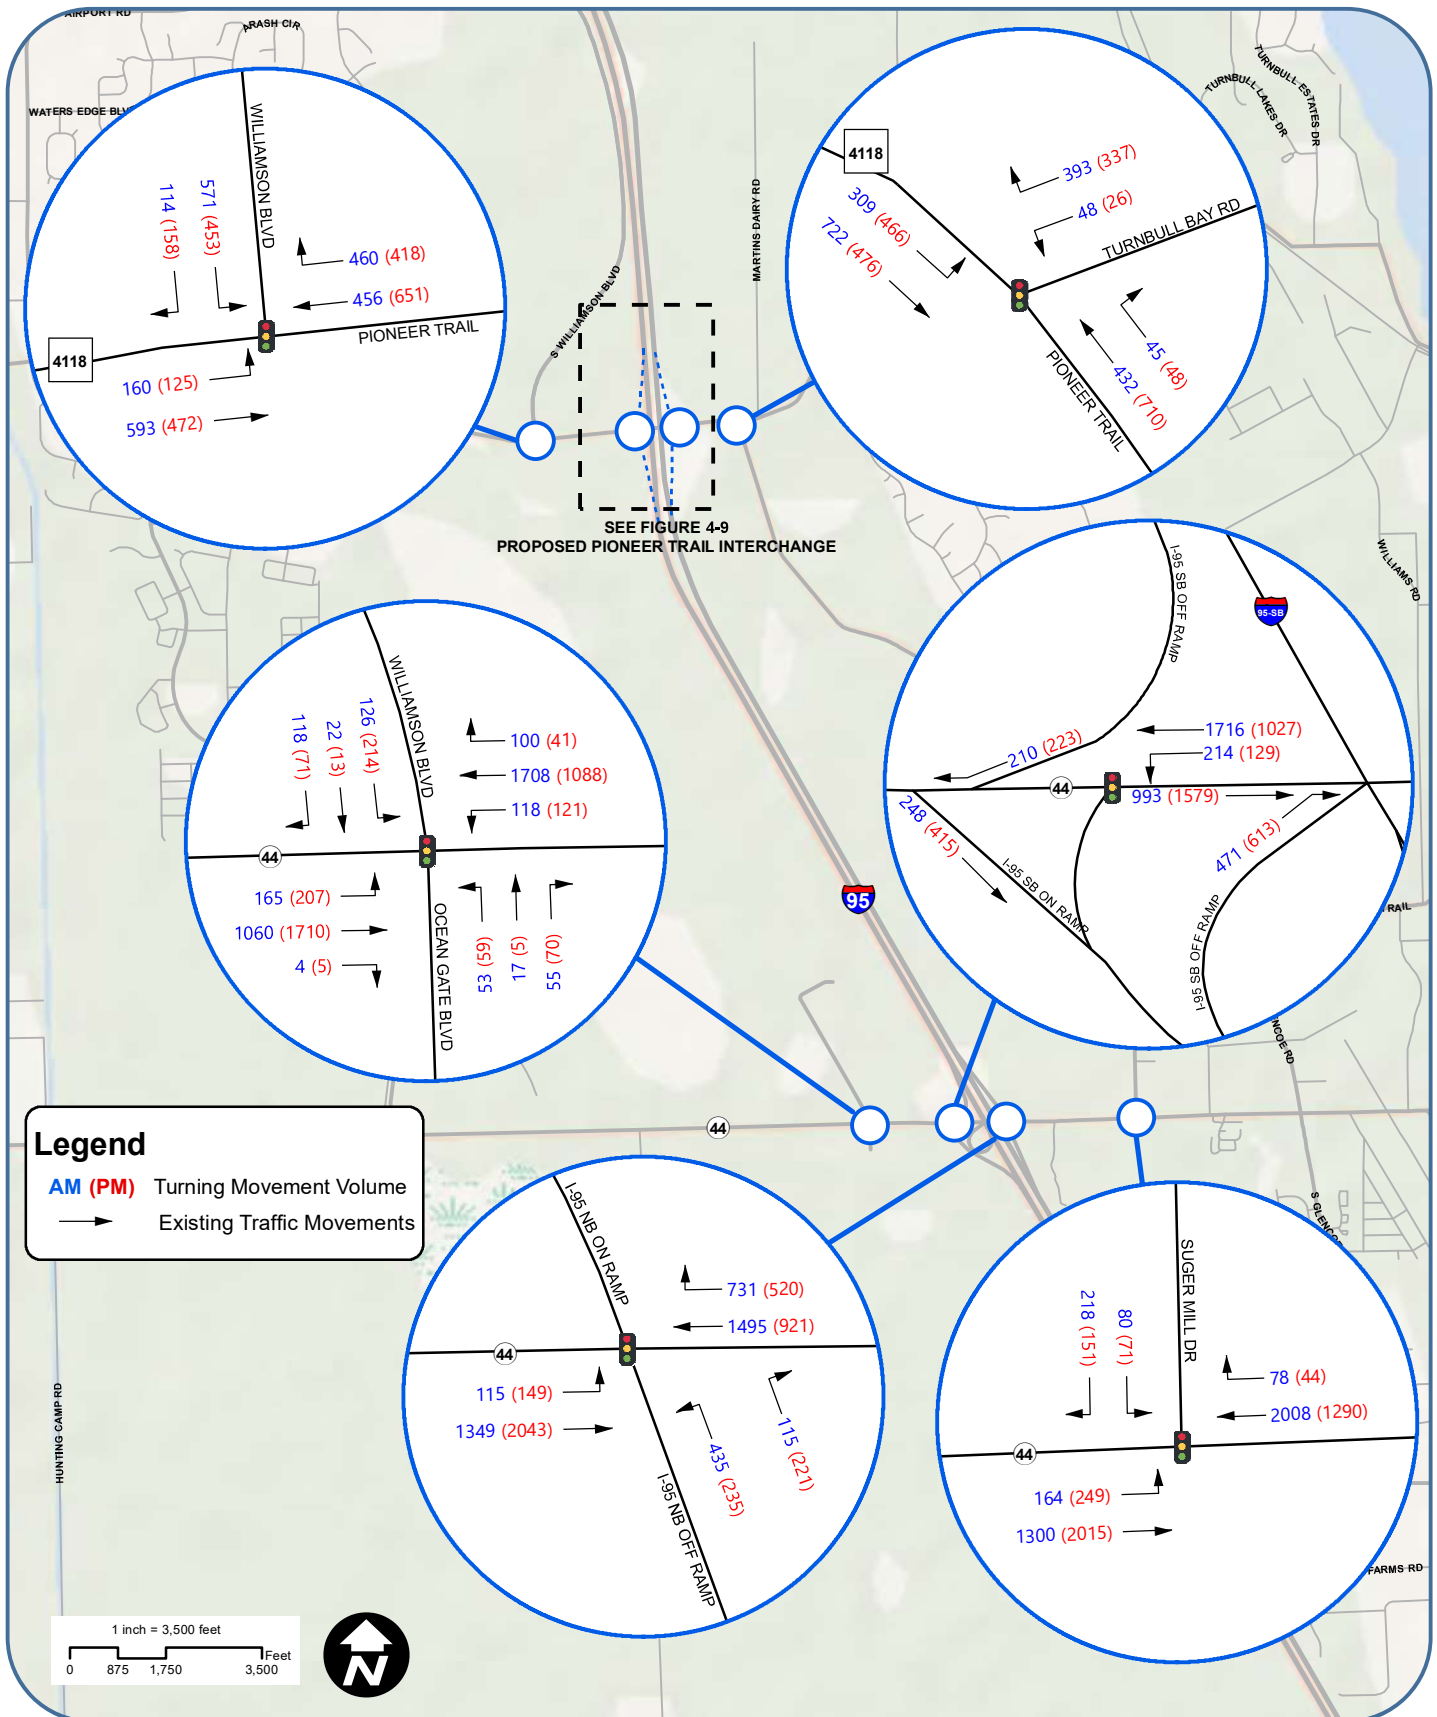 AIRPORT RD
ARASH CIR
WATERS EDGE BLV
WILLIAMSON BLVD
114 (158)
571 (453)
460 (418)
456 (651)
PIONEER TRAIL
4118
160 (125)
593 (472)
S WILLIAMSON BLVD
MARTINS DAIRY RD
TURNBULL ESTATES DR
TURNBULL LAKES DR
4118
393 (337)
48 (26)
309 (466)
722 (476)
TURNBULL BAY RD
45 (48)
432 (710)
PIONEER TRAIL
SEE FIGURE 4-9
PROPOSED PIONEER TRAIL INTERCHANGE
WILLIAMS RD
I-95 SB OFF RAMP
95-SB
1716 (1027)
214 (129)
210 (223)
44
993 (1579)
248 (415)
471 (613)
I-95 SB ON RAMP
I-95 SB OFF RAMP
TRAIL
WILLIAMSON BLVD
118 (71)
22 (13)
126 (214)
100 (41)
1708 (1088)
118 (121)
44
165 (207)
1060 (1710)
4 (5)
53 (59)
17 (5)
55 (70)
OCEAN GATE BLVD
95
NCOE RD
44
Legend
AM (PM) Turning Movement Volume
Existing Traffic Movements
I-95 NB ON RAMP
731 (520)
1495 (921)
44
115 (149)
1349 (2043)
435 (235)
115 (221)
I-95 NB OFF RAMP
S GLENCO
SUGER MILL DR
218 (151)
80 (71)
78 (44)
2008 (1290)
44
164 (249)
1300 (2015)
HUNTING CAMP RD
FARMS RD
1 inch = 3,500 feet
Feet
0 875 1,750 3,500
N